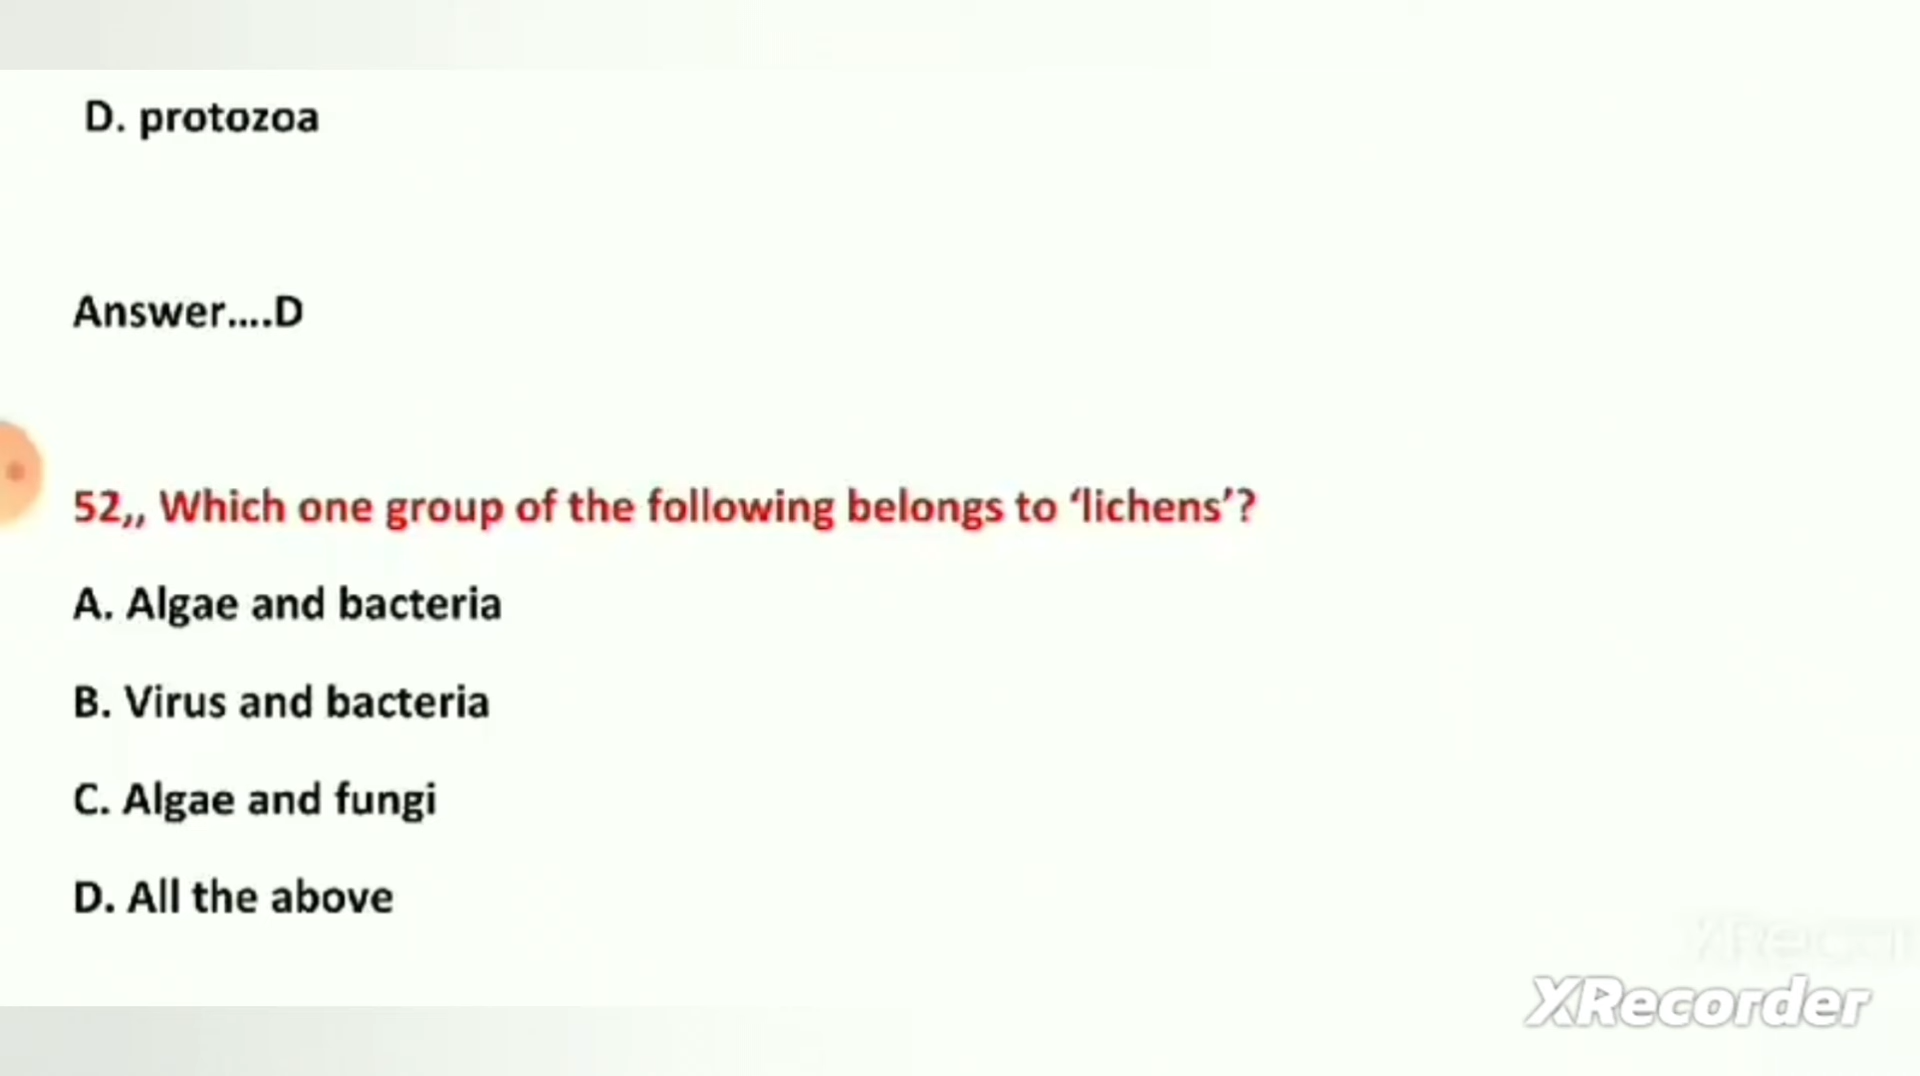 D. protozoa
Answer....D
52,, Which one group of the following belongs to ‘lichens’?
A. Algae and bacteria
B. Virus and bacteria
C. Algae and fungi
D. All the above
XRecorder